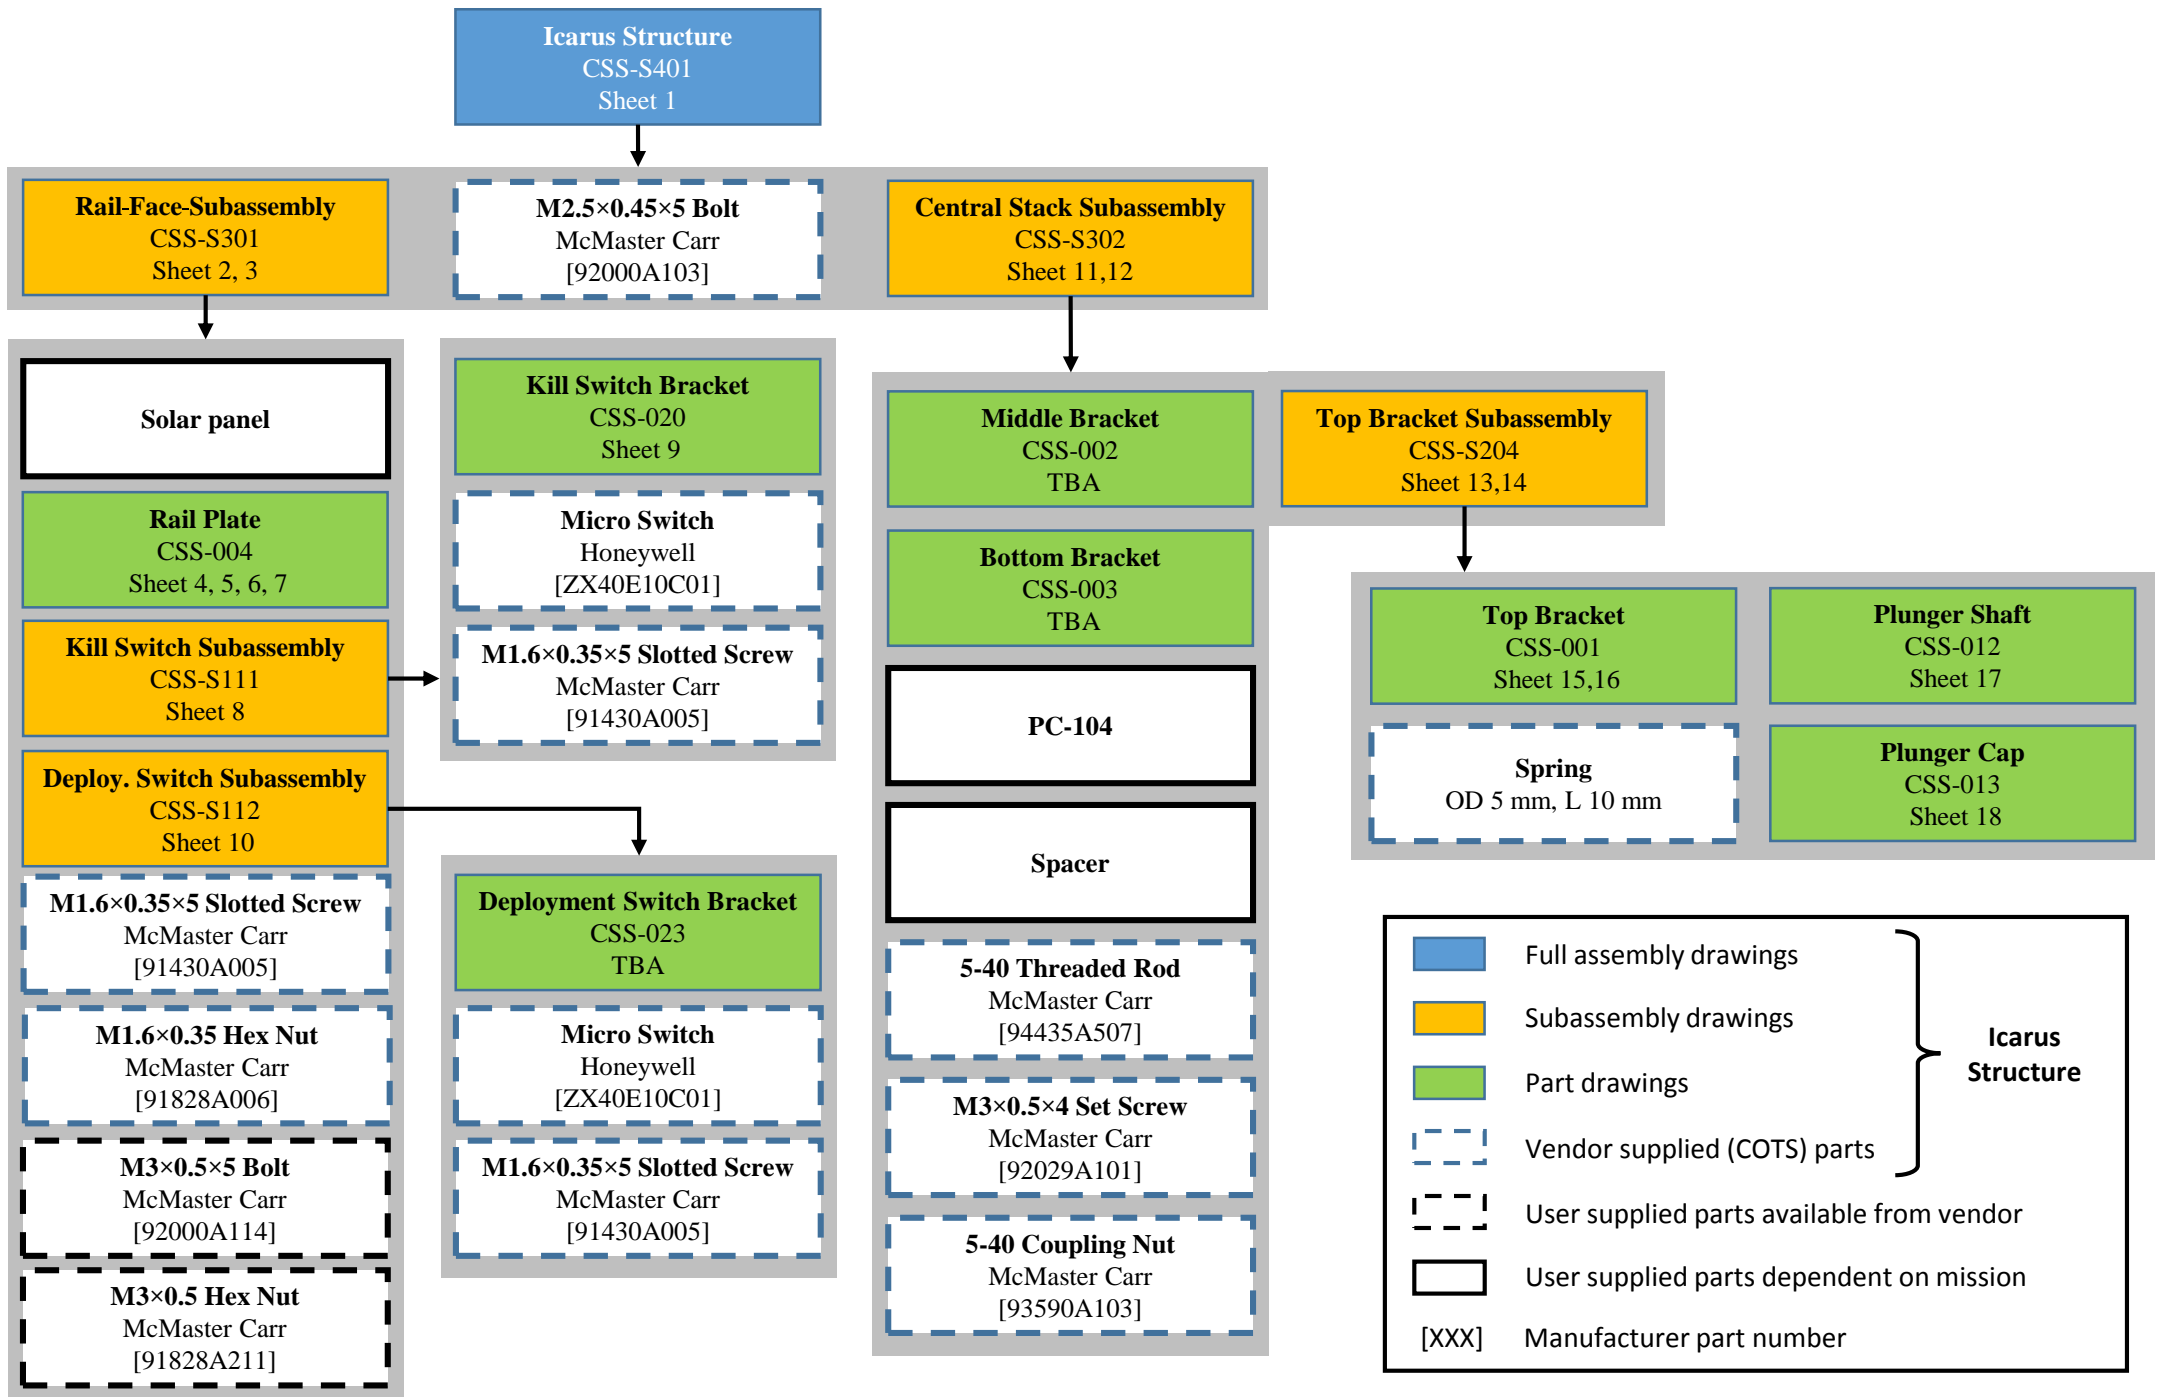 Icarus Structure
CSS-S401
Sheet 1
Rail-Face-Subassembly
CSS-S301
Sheet 2, 3
M2.5×0.45×5 Bolt
McMaster Carr
[92000A103]
Central Stack Subassembly
CSS-S302
Sheet 11,12
Solar panel
Rail Plate
CSS-004
Sheet 4, 5, 6, 7
Kill Switch Subassembly
CSS-S111
Sheet 8
Deploy. Switch Subassembly
CSS-S112
Sheet 10
M1.6×0.35×5 Slotted Screw
McMaster Carr
[91430A005]
M1.6×0.35 Hex Nut
McMaster Carr
[91828A006]
M3×0.5×5 Bolt
McMaster Carr
[92000A114]
M3×0.5 Hex Nut
McMaster Carr
[91828A211]
Kill Switch Bracket
CSS-020
Sheet 9
Micro Switch
Honeywell
[ZX40E10C01]
M1.6×0.35×5 Slotted Screw
McMaster Carr
[91430A005]
Deployment Switch Bracket
CSS-023
TBA
Micro Switch
Honeywell
[ZX40E10C01]
M1.6×0.35×5 Slotted Screw
McMaster Carr
[91430A005]
Middle Bracket
CSS-002
TBA
Bottom Bracket
CSS-003
TBA
PC-104
Spacer
5-40 Threaded Rod
McMaster Carr
[94435A507]
M3×0.5×4 Set Screw
McMaster Carr
[92029A101]
5-40 Coupling Nut
McMaster Carr
[93590A103]
Top Bracket Subassembly
CSS-S204
Sheet 13,14
Top Bracket
CSS-001
Sheet 15,16
Plunger Shaft
CSS-012
Sheet 17
Spring
OD 5 mm, L 10 mm
Plunger Cap
CSS-013
Sheet 18
Full assembly drawings
Subassembly drawings
Part drawings
Vendor supplied (COTS) parts
Icarus
Structure
User supplied parts available from vendor
User supplied parts dependent on mission
[XXX] Manufacturer part number